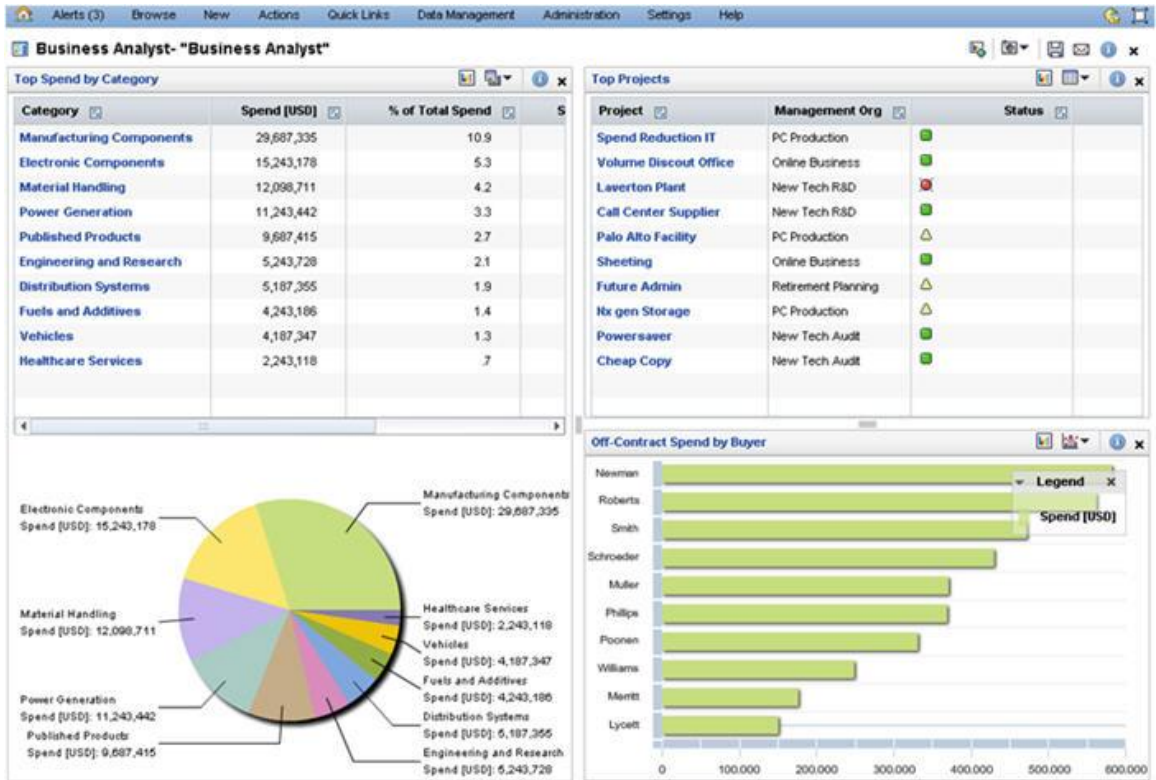 Alerts (3) Browse New Actions Quick Links Data Management Administration Settings Help
Business Analyst- "Business Analyst"
Top Spend by Category
Category Spend [USD] % of Total Spend S
Manufacturing Components 29,687,335 10.9
Electronic Components 15,243,178 5.3
Material Handling 12,098,711 4.2
Power Generation 11,243,442 3.3
Published Products 9,687,415 2.7
Engineering and Research 5,243,728 2.1
Distribution Systems 5,187,355 1.9
Fuels and Additives 4,243,186 1.4
Vehicles 4,187,347 1.3
Healthcare Services 2,243,118 .7
Top Projects
Project Management Org Status
Spend Reduction IT PC Production
Volume Discout Office Online Business
Laverton Plant New Tech R&D
Call Center Supplier New Tech R&D
Palo Alto Facility PC Production
Sheeting Online Business
Future Admin Retirement Planning
Nx gen Storage PC Production
Powersaver New Tech Audit
Cheap Copy New Tech Audit
Electronic Components
Spend [USD]: 15,243,178
Manufacturing Components
Spend [USD]: 29,687,335
Material Handling
Spend [USD]: 12,098,711
Healthcare Services
Spend [USD]: 2,243,118
Vehicles
Spend [USD]: 4,187,347
Fuels and Additives
Spend [USD]: 4,243,186
Power Generation
Spend [USD]: 11,243,442
Distribution Systems
Spend [USD]: 5,187,355
Published Products
Spend [USD]: 9,687,415
Engineering and Research
Spend [USD]: 5,243,728
Off-Contract Spend by Buyer
Newman
Roberts
Smith
Schroeder
Muller
Phillips
Poonen
Williams
Merritt
Lycett
Legend
Spend [USD]
0 100.000 200.000 300.000 400.000 500.000 600.000